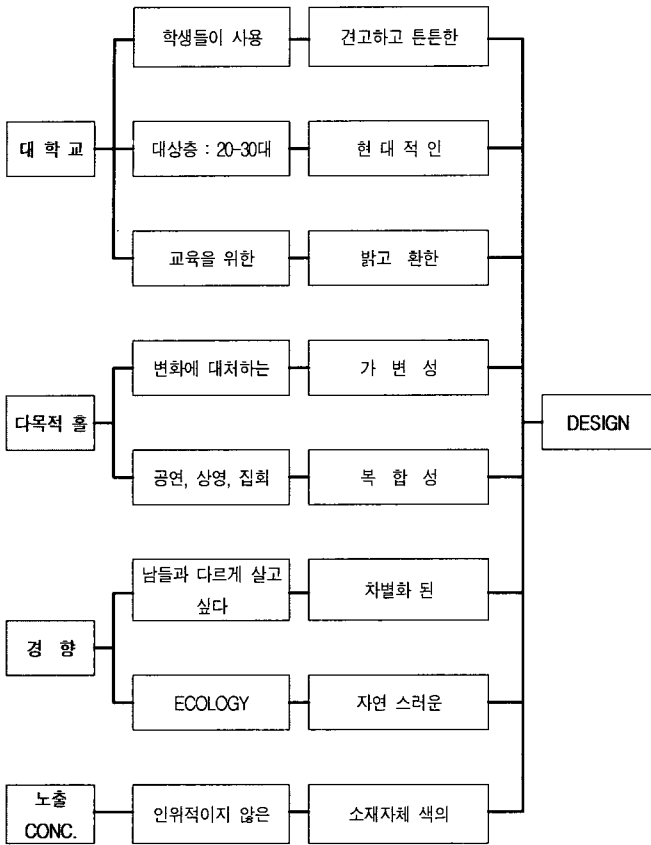 학생들이 사용
견고하고 튼튼한
대 학 교
대상층 : 20-30대
현 대 적 인
교육을 위한
밝고 환한
변화에 대처하는
가 변 성
다목적 홀
DESIGN
공연, 상영, 집회
복 합 성
남들과 다르게 살고
싶다
차별화 된
경 향
ECOLOGY
자연 스러운
노출
CONC.
인위적이지 않은
소재자체 색의